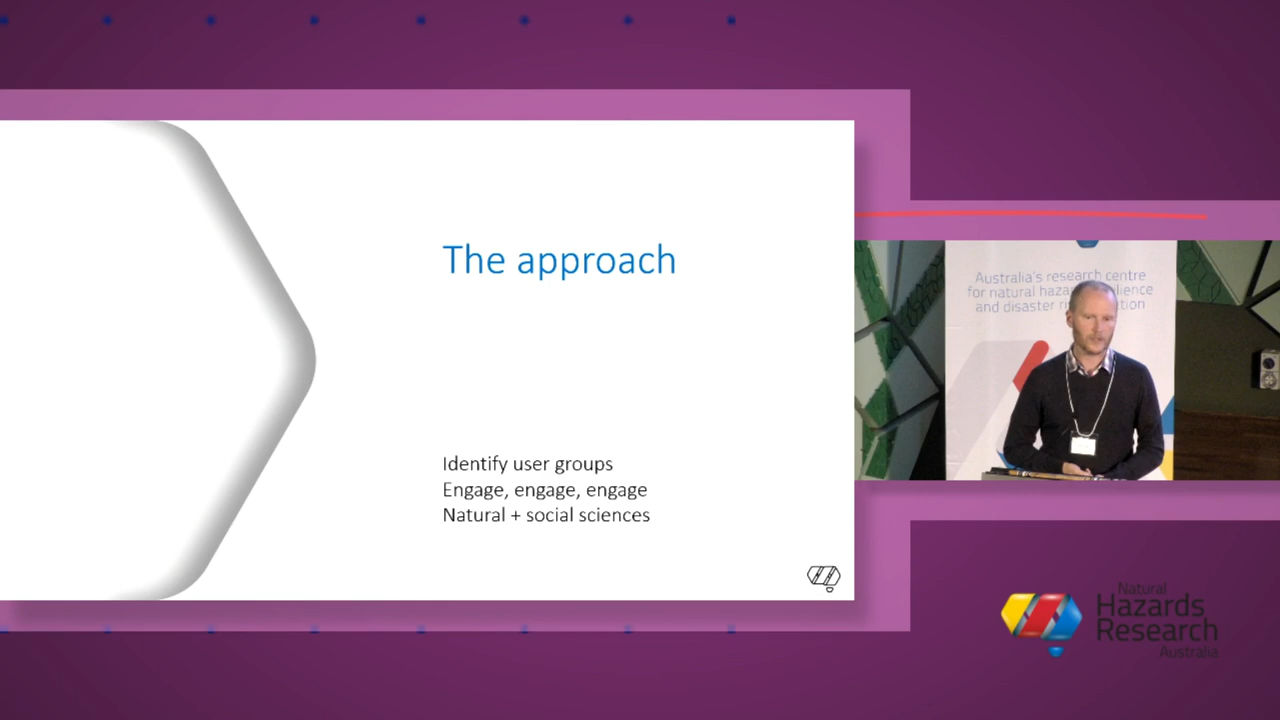 The approach
Identify user groups
Engage, engage, engage
Natural + social sciences
Australia's research centre
for natural hazard
and disaster
Natural
Hazards
Research
Australia